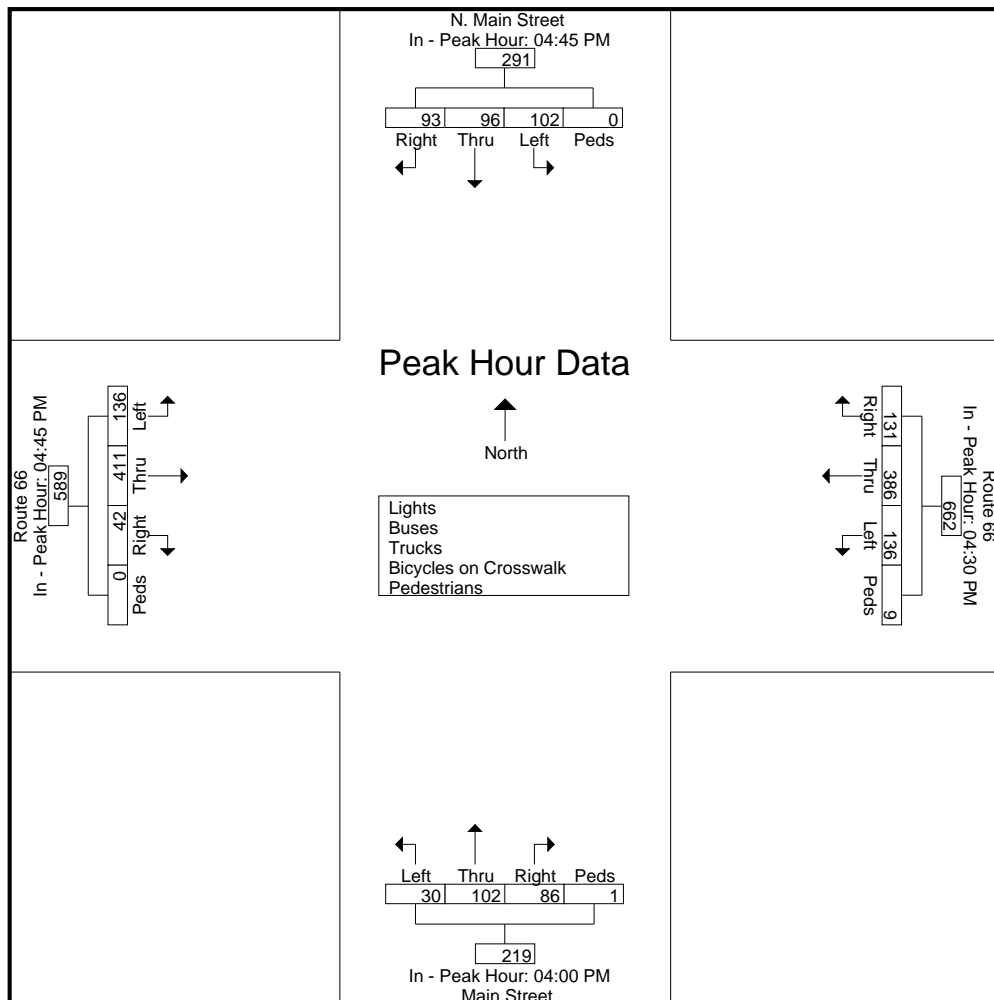 N. Main Street
In - Peak Hour: 04:45 PM
291
93 96 102 0
Right Thru Left Peds
Peak Hour Data
North
Lights
Buses
Trucks
Bicycles on Crosswalk
Pedestrians
Route 66
In - Peak Hour: 04:45 PM
589
136 411 42 0
Left Thru Right Peds
Route 66
In - Peak Hour: 04:30 PM
662
131 386 136 9
Right Thru Left Peds
Left Thru Right Peds
30 102 86 1
219
In - Peak Hour: 04:00 PM
Main Street